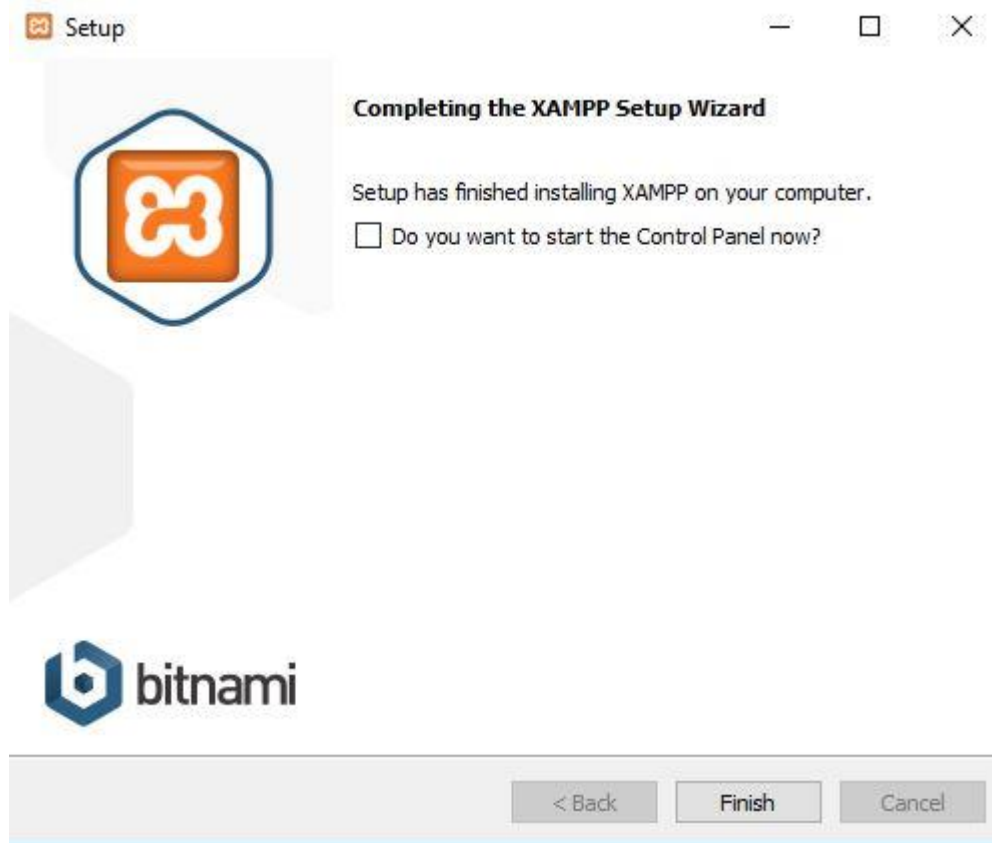 Setup
Completing the XAMPP Setup Wizard
Setup has finished installing XAMPP on your computer.
Do you want to start the Control Panel now?
bitnami
< Back
Finish
Cancel